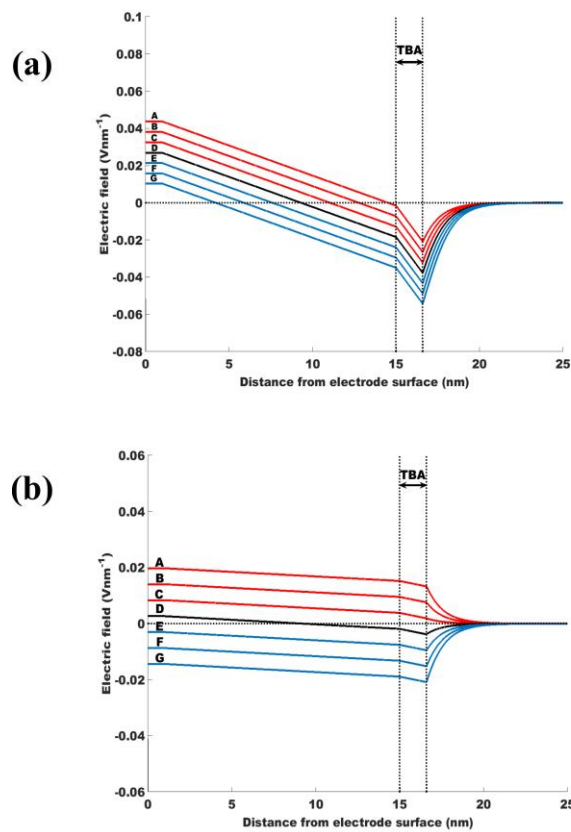 (a)
0.1
0.08
0.06
0.04
0.02
0
-0.02
-0.04
-0.06
-0.08
Electric field (Vnm⁻¹)
TBA
A
B
C
D
E
F
G
0 5 10 15 20 25
Distance from electrode surface (nm)
(b)
0.06
0.04
0.02
0
-0.02
-0.04
-0.06
Electric field (Vnm⁻¹)
TBA
A
B
C
D
E
F
G
0 5 10 15 20 25
Distance from electrode surface (nm)